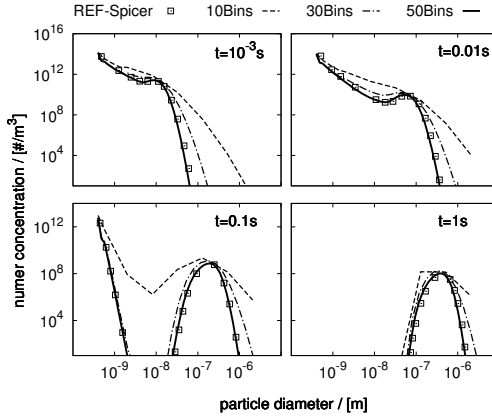 REF-Spicer 10Bins 30Bins 50Bins
10^16
10^12
10^8
10^4
t=10^-3s
t=0.01s
10^12
10^8
10^4
t=0.1s
t=1s
10^-9 10^-8 10^-7 10^-6 10^-9 10^-8 10^-7 10^-6
numer concentration / [#/m^3]
particle diameter / [m]